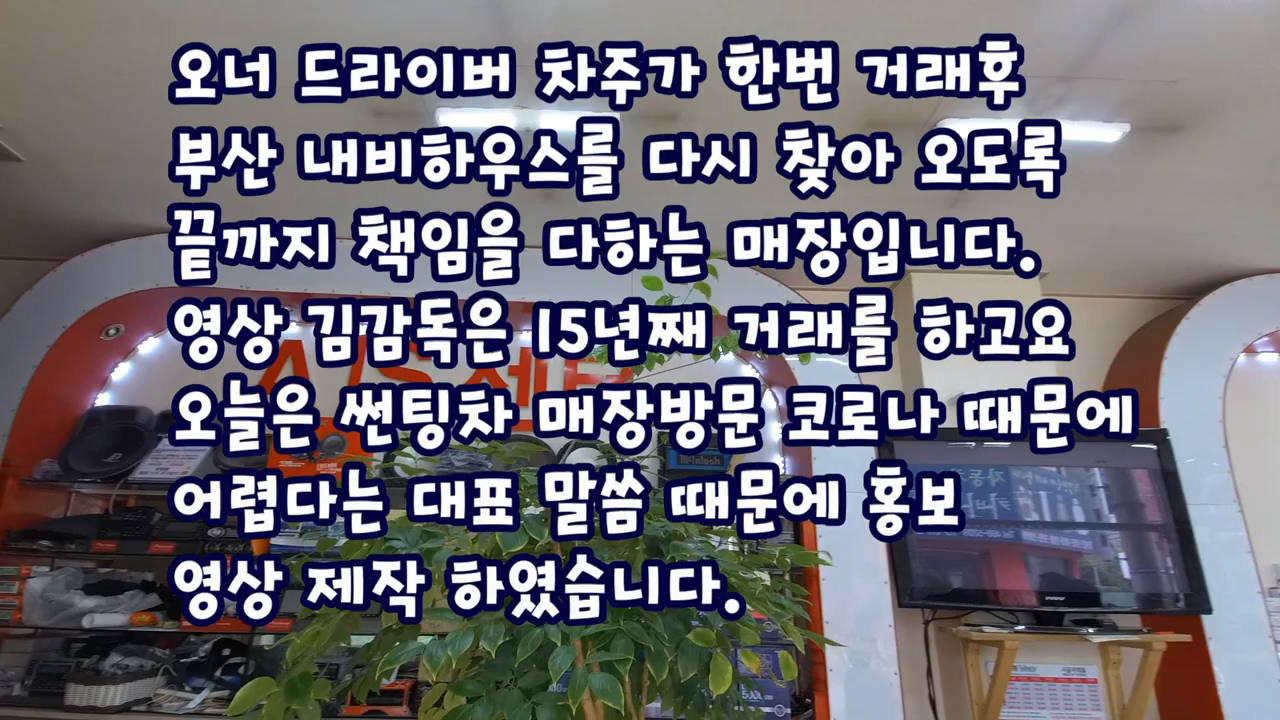 오너 드라이버 차주가 한번 거래후
부산 내비하우스를 다시 찾아 오도록
끝까지 책임을 다하는 매장입니다.
영상 김감독은 15년째 거래를 하고요
오늘은 썬팅차 매장방문 코로나 때문에
어렵다는 대표 말씀 때문에 홍보
영상 제작 하였습니다.
A/S
McIntosh